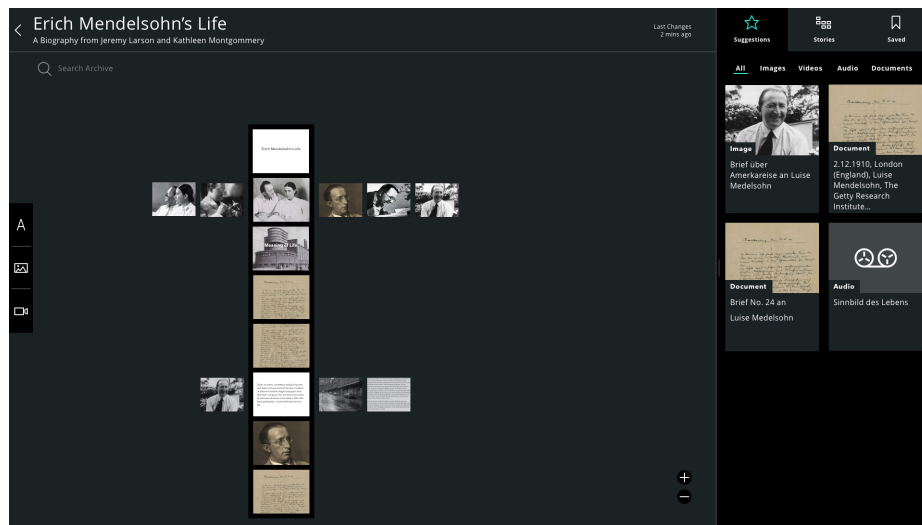 Erich Mendelsohn's Life
A Biography from Jeremy Larson and Kathleen Montgommery
Last Changes
2 mins ago
Search Archive
Erich Mendelsohn's Life
Meaning of Life
A
Suggestions
Stories
Saved
All
Images
Videos
Audio
Documents
Image
Brief über
Amerkareise an Luise
Medelsohn
Document
2.12.1910, London
(England), Luise
Mendelsohn, The
Getty Research
Institute...
Document
Brief No. 24 an
Luise Medelsohn
Audio
Sinnbild des Lebens